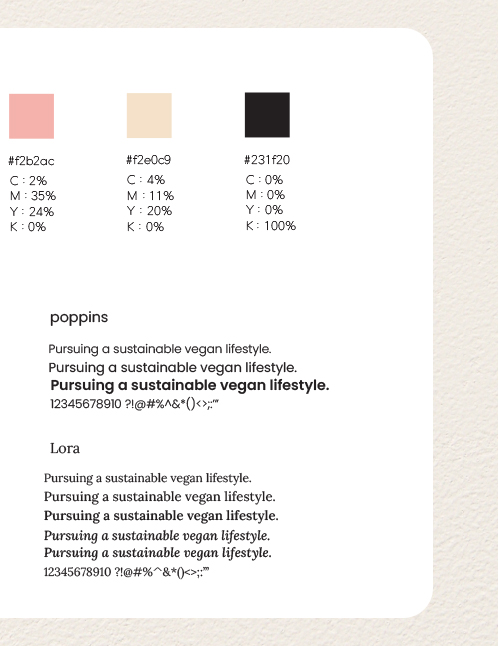 #f2b2ac
C : 2%
M : 35%
Y : 24%
K : 0%
#f2e0c9
C : 4%
M : 11%
Y : 20%
K : 0%
#231f20
C : 0%
M : 0%
Y : 0%
K : 100%
poppins
Pursuing a sustainable vegan lifestyle.
Pursuing a sustainable vegan lifestyle.
Pursuing a sustainable vegan lifestyle.
12345678910 ?!@#%^&*()<>;:'"
Lora
Pursuing a sustainable vegan lifestyle.
Pursuing a sustainable vegan lifestyle.
Pursuing a sustainable vegan lifestyle.
Pursuing a sustainable vegan lifestyle.
Pursuing a sustainable vegan lifestyle.
12345678910 ?!@#%^&*()<>;:'"